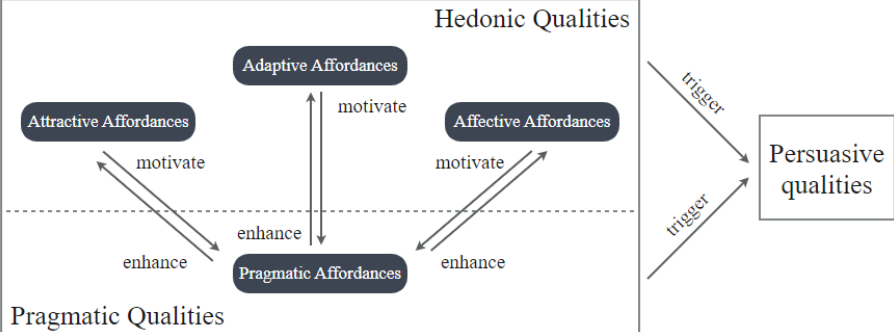 Hedonic Qualities
Adaptive Affordances
motivate
Attractive Affordances
Affective Affordances
motivate
motivate
trigger
Persuasive
qualities
trigger
enhance
enhance
enhance
Pragmatic Affordances
Pragmatic Qualities